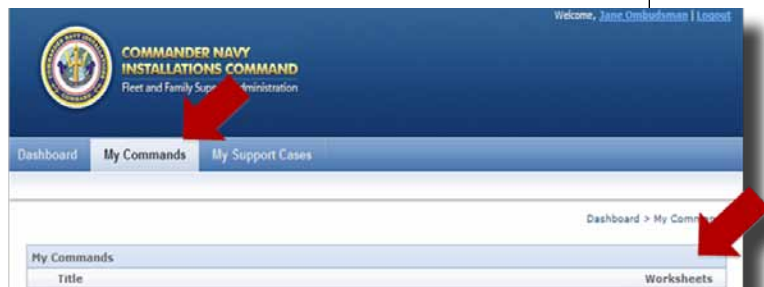 Welcome, Jane Ombudsman | Logout
COMMANDER NAVY
INSTALLATIONS COMMAND
Fleet and Family
Dashboard My Commands My Support Cases
Dashboard > My
My Commands
Title Worksheets